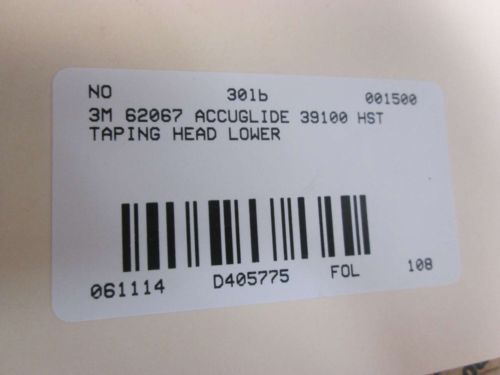 NO 301b 001500
3M 62067 ACCUGLIDE 39100 HST
TAPING HEAD LOWER
061114 D405775 FOL 108